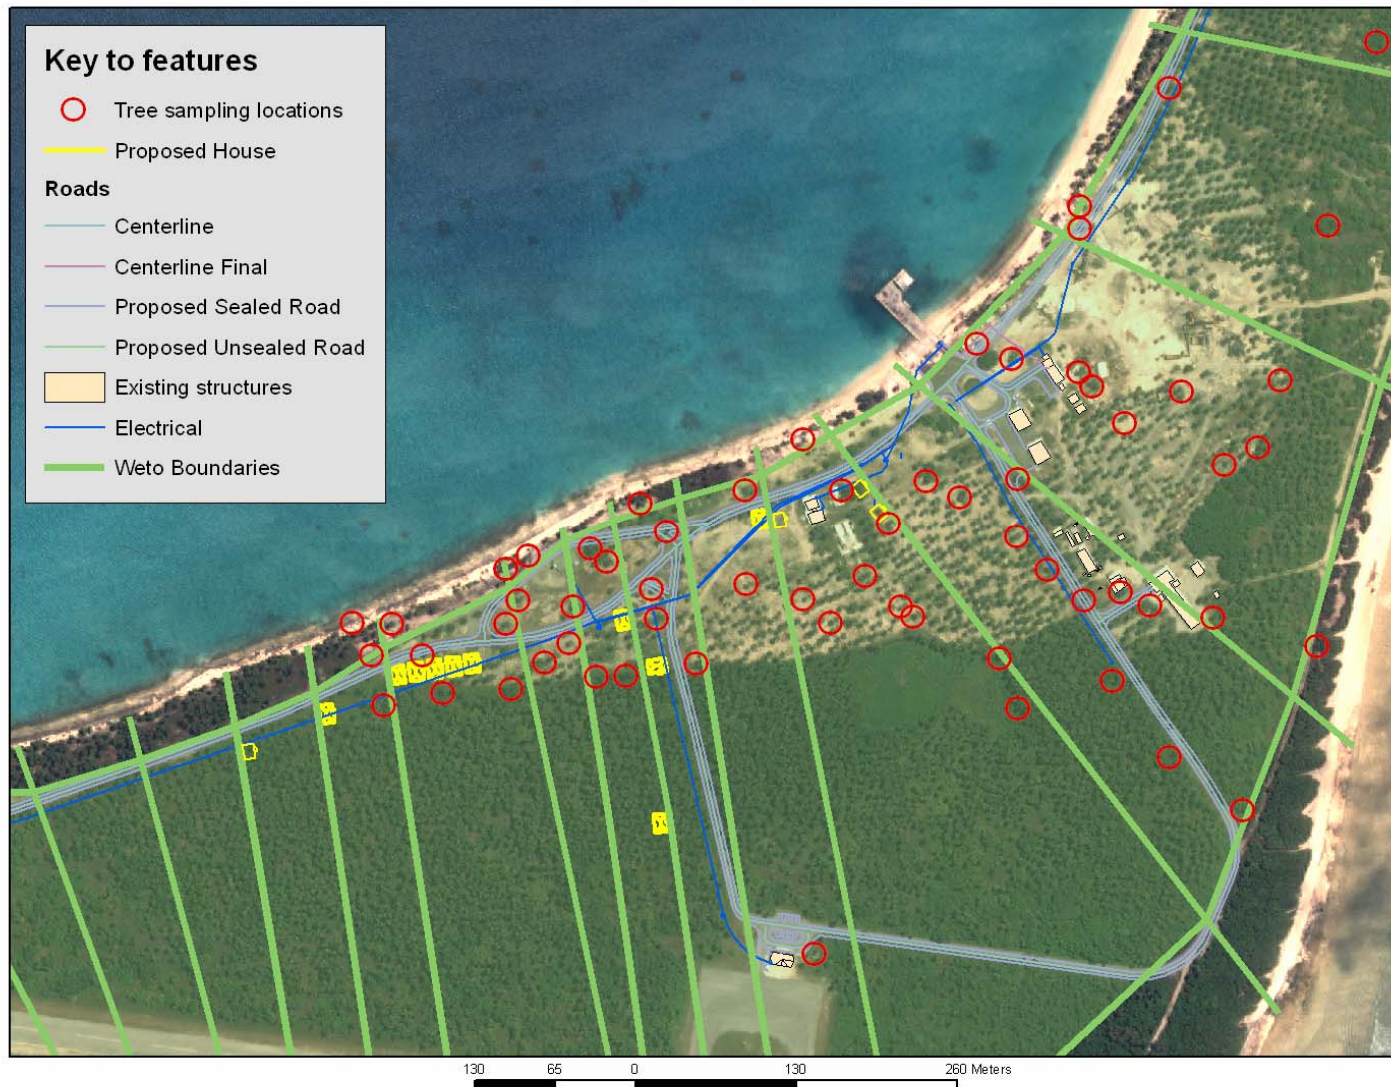 Key to features
Tree sampling locations
Proposed House
Roads
Centerline
Centerline Final
Proposed Sealed Road
Proposed Unsealed Road
Existing structures
Electrical
Weto Boundaries
130 65 0 130 260 Meters